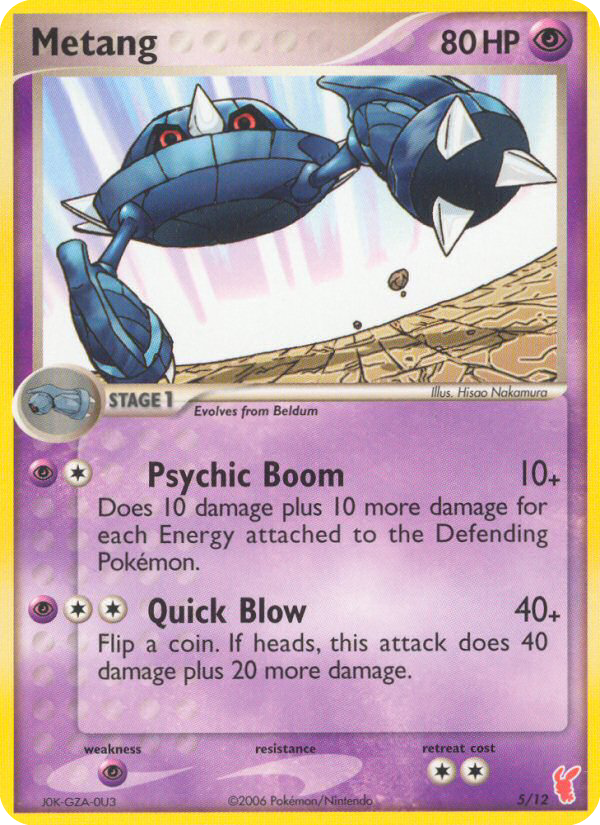 Metang 80 HP
Illus. Hisao Nakamura
STAGE 1
Evolves from Beldum
Psychic Boom 10+
Does 10 damage plus 10 more damage for
each Energy attached to the Defending
Pokémon.
Quick Blow 40+
Flip a coin. If heads, this attack does 40
damage plus 20 more damage.
weakness resistance retreat cost
J0K-GZA-0U3 ©2006 Pokémon/Nintendo 5/12